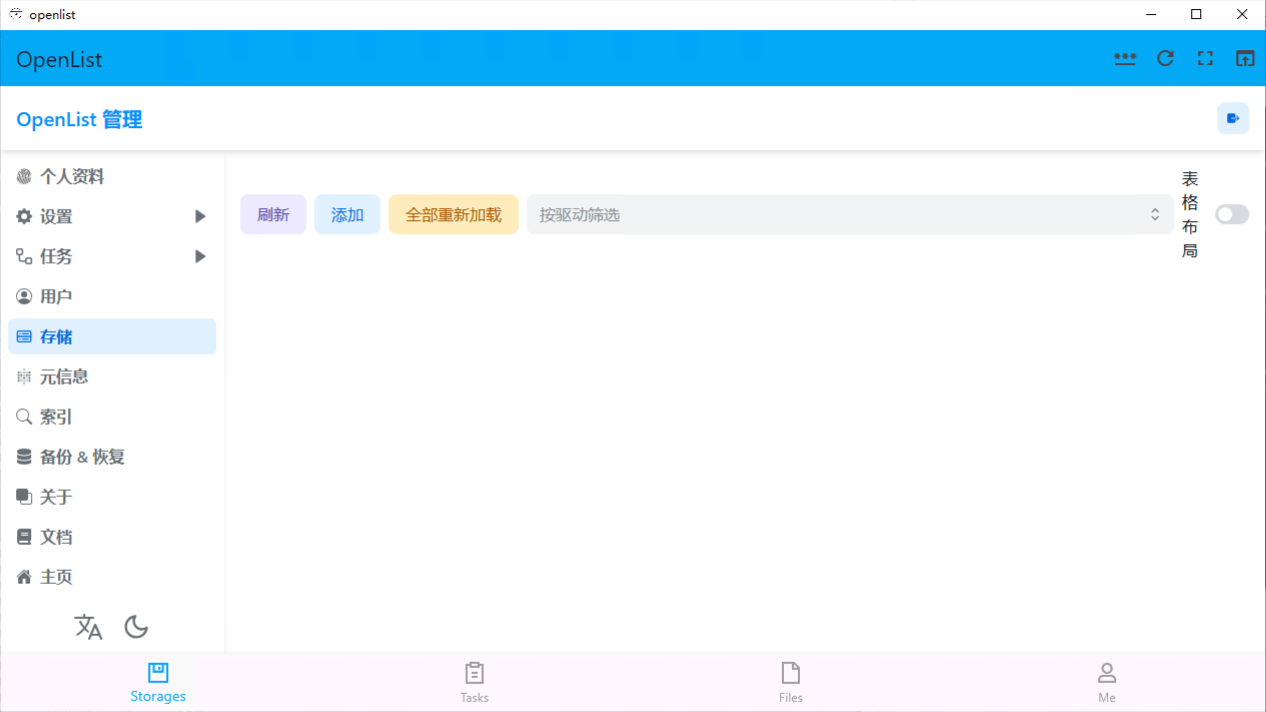 openlist
OpenList
OpenList 管理
个人资料
设置
任务
用户
存储
元信息
索引
备份 & 恢复
关于
文档
主页
刷新
添加
全部重新加载
按驱动筛选
表
格
布
局
Storages
Tasks
Files
Me